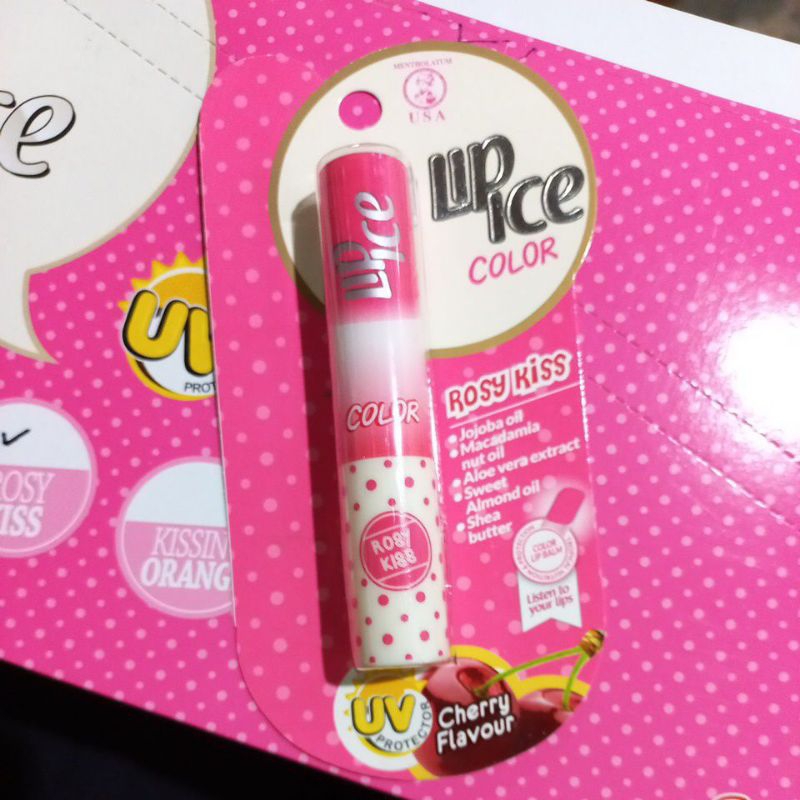 MENTHOLATUM
USA
LIP
ICE
COLOR
LIP
ICE
COLOR
ROSY
KISS
ROSY KISS
• Jojoba oil
• Macadamia
nut oil
• Aloe vera extract
• Sweet
Almond oil
• Shea
butter
COLOR
LIP BALM
Listen to
your lips
UV
PROTECTOR
Cherry
Flavour
UV
ROSY
KISS
KISSIN
ORANG